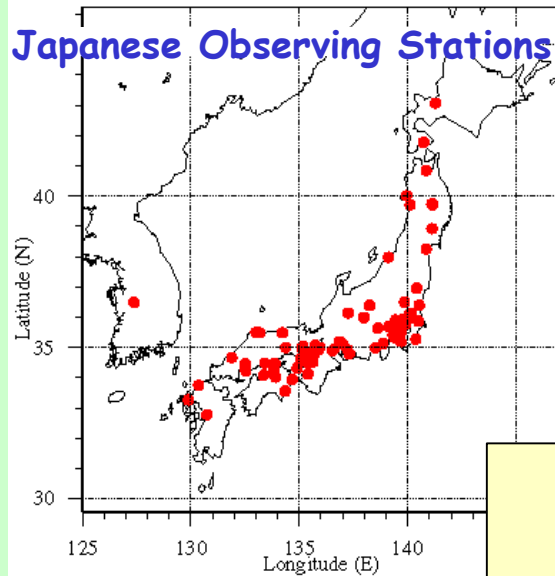 Japanese Observing Stations
40
35
30
Latitude (N)
125 130 135 140
Longitude (E)